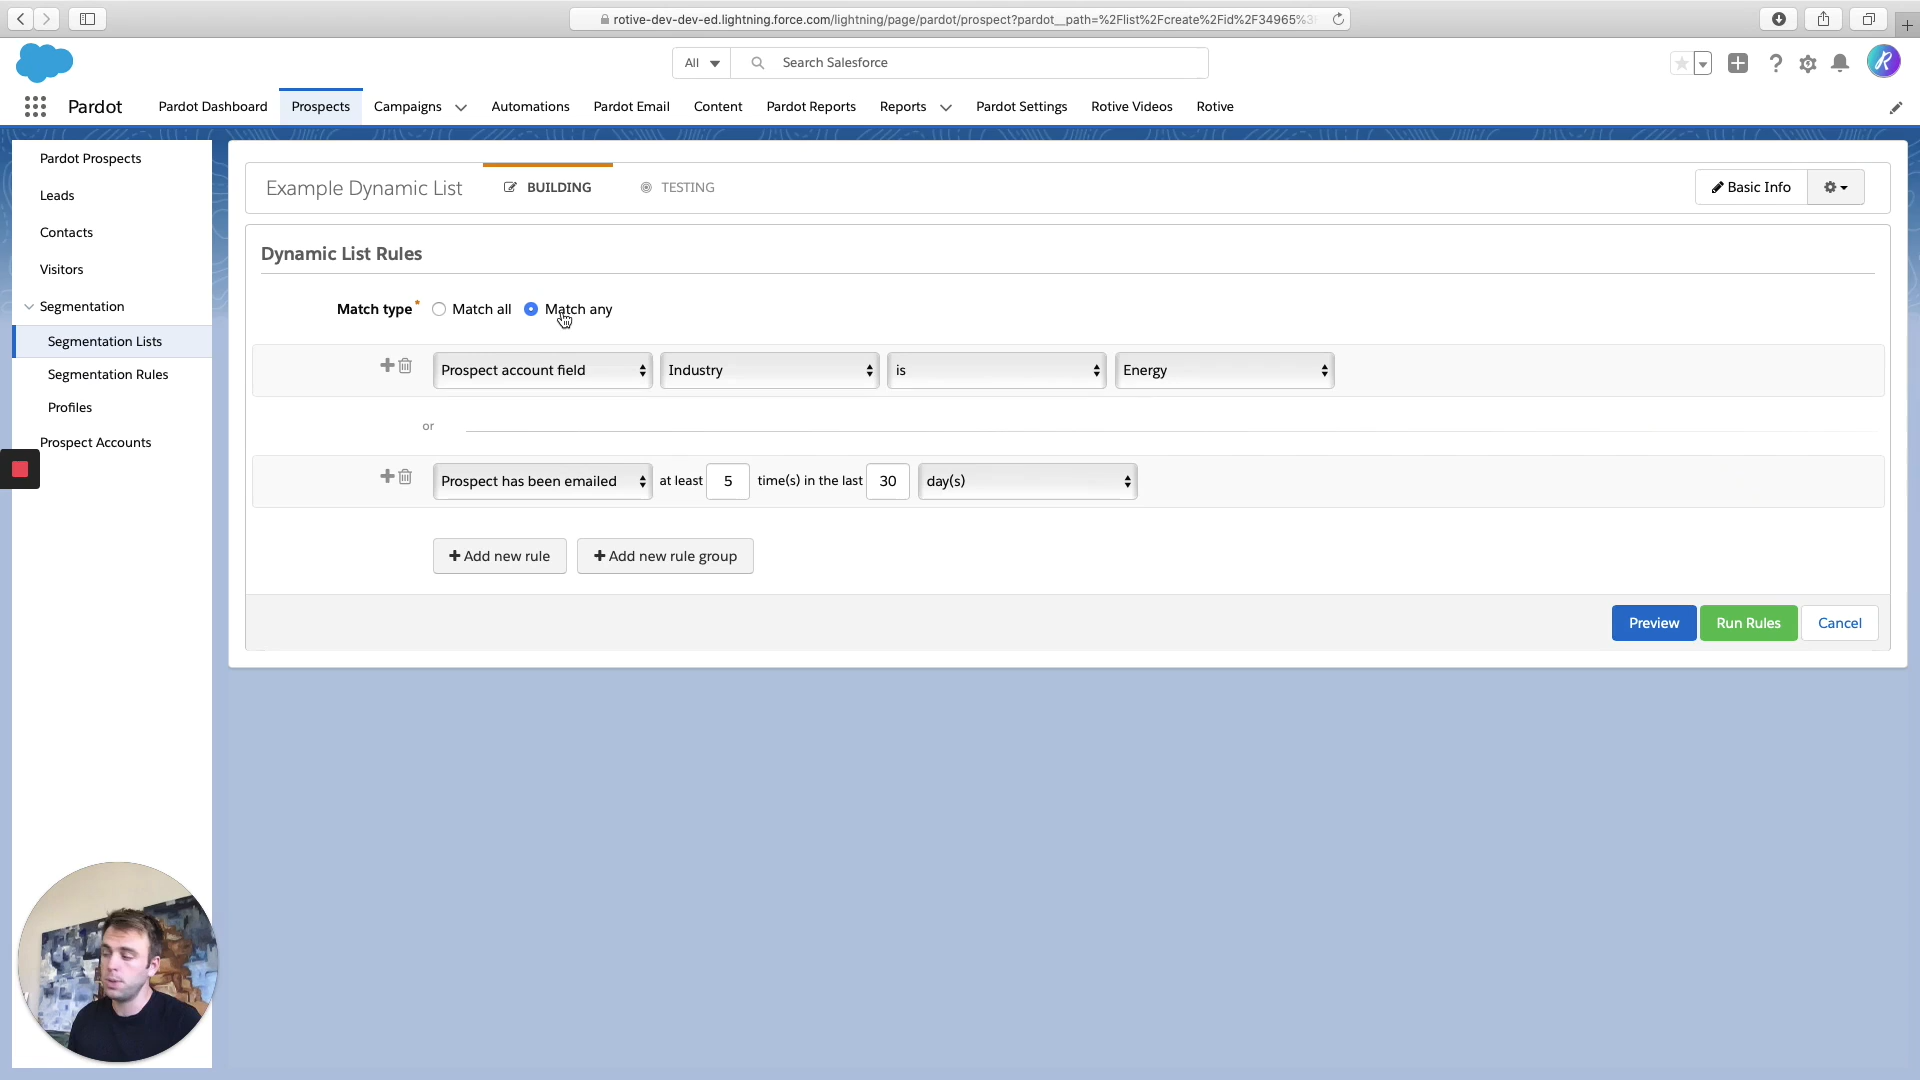 rotive-dev-dev-ed.lightning.force.com/lightning/page/pardot/prospect?pardot__path=%2Flist%2Fcreate%2Fid%2F34965%3
All Search Salesforce
Pardot Pardot Dashboard Prospects Campaigns Automations Pardot Email Content Pardot Reports Reports Pardot Settings Rotive Videos Rotive
Pardot Prospects
Leads
Contacts
Visitors
Segmentation
Segmentation Lists
Segmentation Rules
Profiles
Prospect Accounts
Example Dynamic List BUILDING TESTING Basic Info
Dynamic List Rules
Match type* Match all Match any
Prospect account field Industry is Energy
or
Prospect has been emailed at least 5 time(s) in the last 30 day(s)
+ Add new rule + Add new rule group
Preview Run Rules Cancel